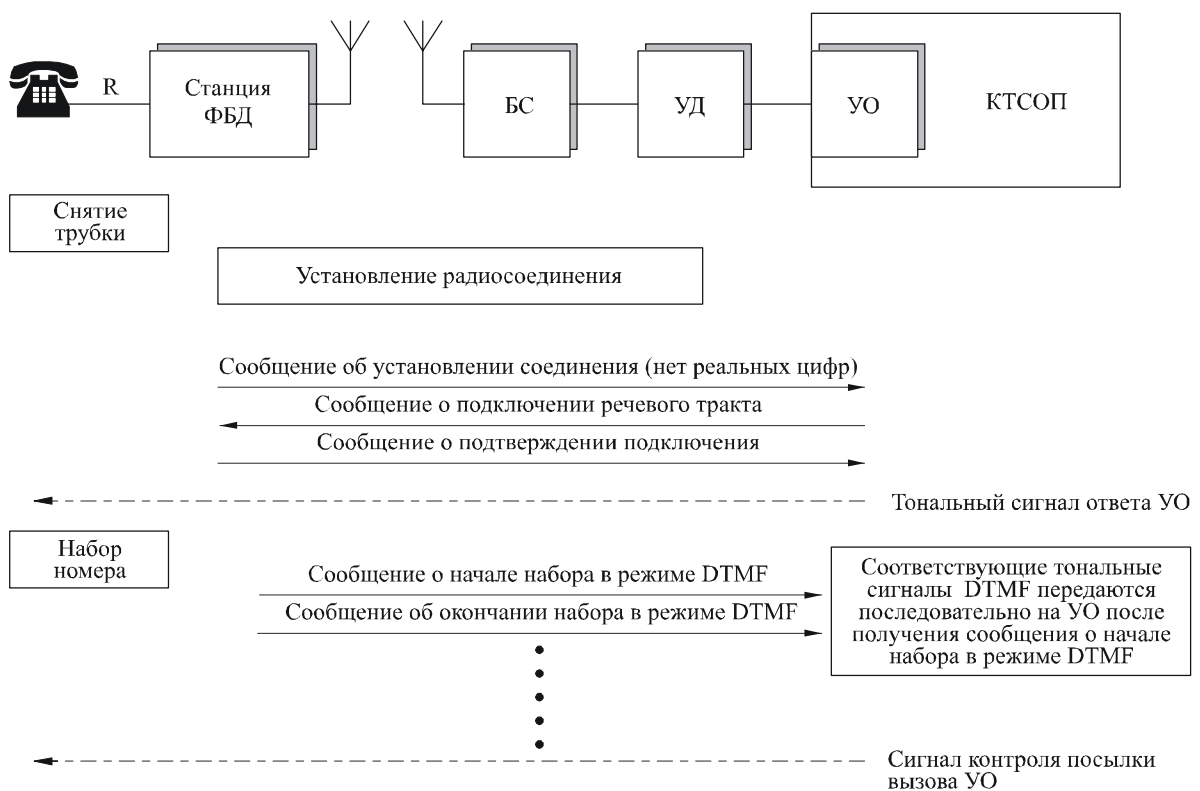 R
Станция
ФБД
БС
УД
УО
КТСОП
Снятие
трубки
Установление радиосоединения
Сообщение об установлении соединения (нет реальных цифр)
Сообщение о подключении речевого тракта
Сообщение о подтверждении подключения
Тональный сигнал ответа УО
Набор
номера
Сообщение о начале набора в режиме DTMF
Сообщение об окончании набора в режиме DTMF
Соответствующие тональные
сигналы DTMF передаются
последовательно на УО после
получения сообщения о начале
набора в режиме DTMF
Сигнал контроля посылки
вызова УО